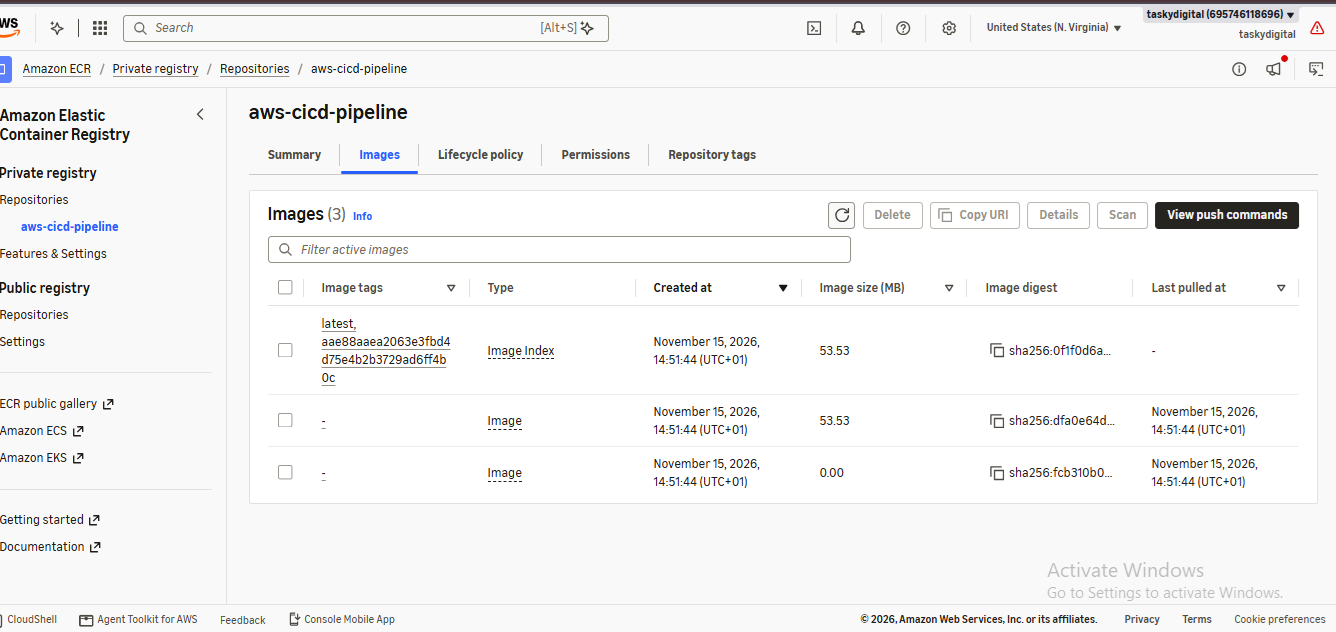 aws
Search
[Alt+S]
United States (N. Virginia)
taskydigital (695746118696)
taskydigital
Amazon ECR / Private registry / Repositories / aws-cicd-pipeline
Amazon Elastic
Container Registry
Private registry
Repositories
aws-cicd-pipeline
Features & Settings
Public registry
Repositories
Settings
ECR public gallery
Amazon ECS
Amazon EKS
Getting started
Documentation
aws-cicd-pipeline
Summary Images Lifecycle policy Permissions Repository tags
Images (3) Info
Delete Copy URI Details Scan View push commands
Filter active images
Image tags Type Created at Image size (MB) Image digest Last pulled at
latest,
aae88aaea2063e3fbd4
d75e4b2b3729ad6ff4b
0c
Image Index
November 15, 2026,
14:51:44 (UTC+01)
53.53
sha256:0f1f0d6a...
-
-
Image
November 15, 2026,
14:51:44 (UTC+01)
53.53
sha256:dfa0e64d...
November 15, 2026,
14:51:44 (UTC+01)
-
Image
November 15, 2026,
14:51:44 (UTC+01)
0.00
sha256:fcb310b0...
November 15, 2026,
14:51:44 (UTC+01)
Activate Windows
Go to Settings to activate Windows.
CloudShell Agent Toolkit for AWS Feedback Console Mobile App © 2026, Amazon Web Services, Inc. or its affiliates. Privacy Terms Cookie preferences